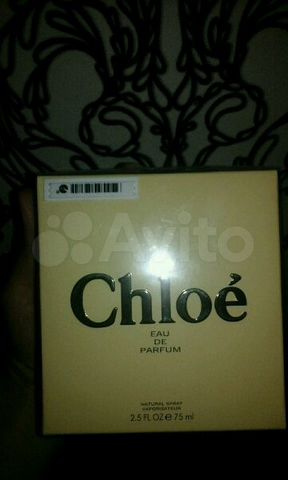 Avito
Chloé
EAU
DE
PARFUM
NATURAL SPRAY
VAPORISATEUR
2.5 FL.OZ℮75 ml